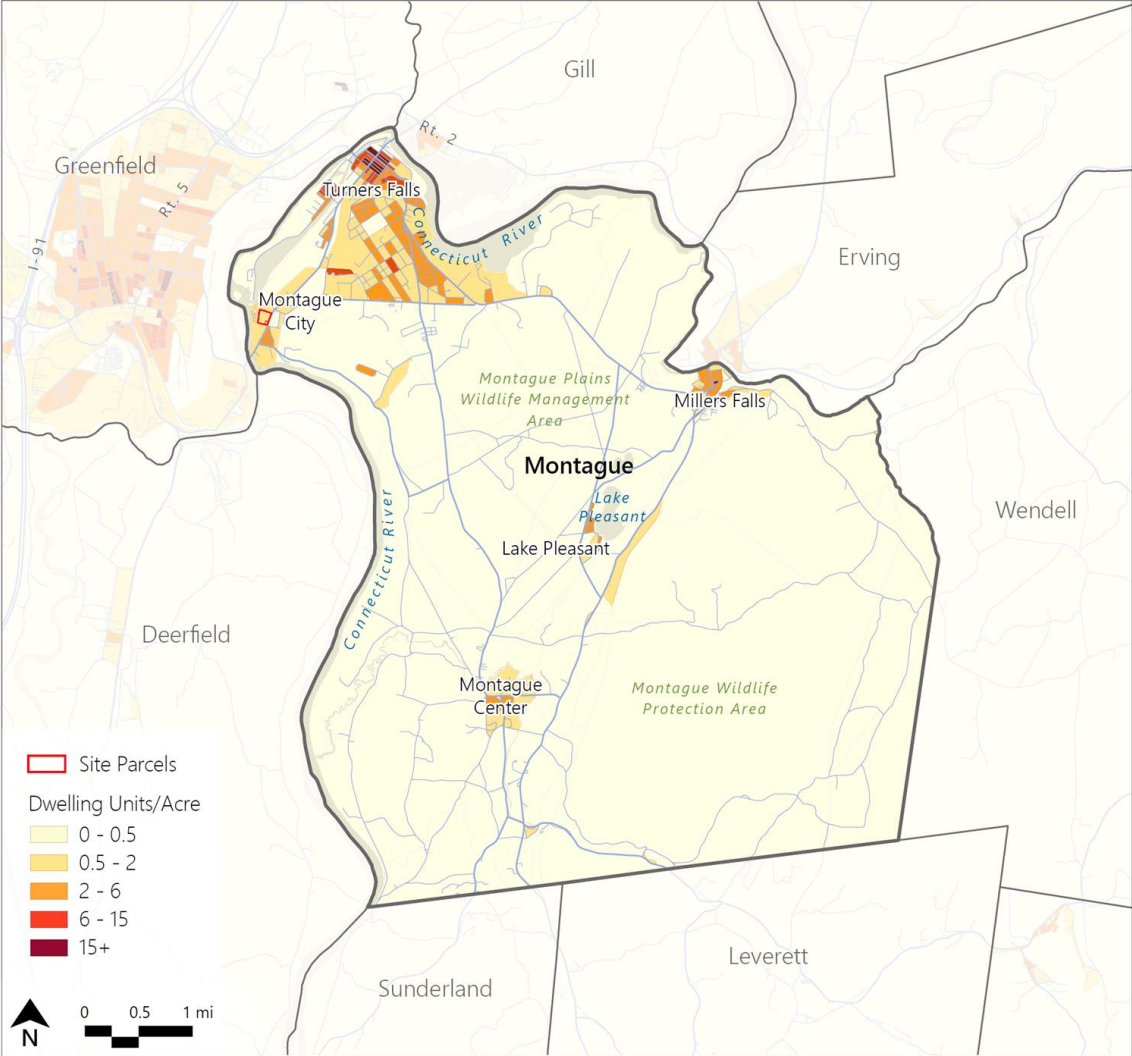 Gill
Rt. 2
Greenfield
Rt. 5
Turners Falls
Connecticut River
I-91
Erving
Montague
City
Montague Plains
Wildlife Management
Area
Millers Falls
Montague
Lake
Pleasant
Wendell
Lake Pleasant
Connecticut River
Deerfield
Montague
Center
Montague Wildlife
Protection Area
Site Parcels
Dwelling Units/Acre
0 - 0.5
0.5 - 2
2 - 6
6 - 15
15+
Leverett
Sunderland
0 0.5 1 mi
N